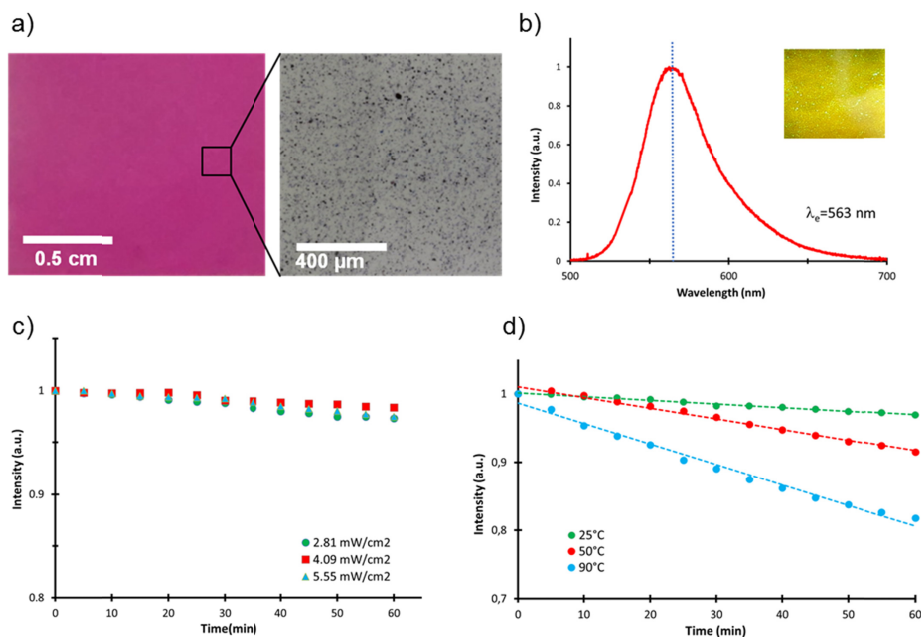 a)
0.5 cm
400 µm
b)
Intensity (a.u.)
1
0.8
0.6
0.4
0.2
0
500
600
700
Wavelength (nm)
λe=563 nm
c)
Intensity (a.u.)
1
0.9
0.8
0
10
20
30
40
50
60
Time(min)
2.81 mW/cm2
4.09 mW/cm2
5.55 mW/cm2
d)
Intensity (a.u.)
1
0,9
0,8
0,7
0
10
20
30
40
50
60
Time (min)
25°C
50°C
90°C